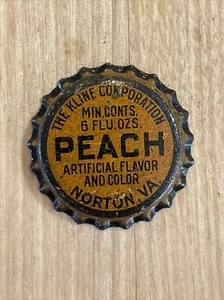 THE KLINE CORPORATION
MIN. CONTS.
6 FLU. OZS.
PEACH
ARTIFICIAL FLAVOR
AND COLOR
NORTON, VA.